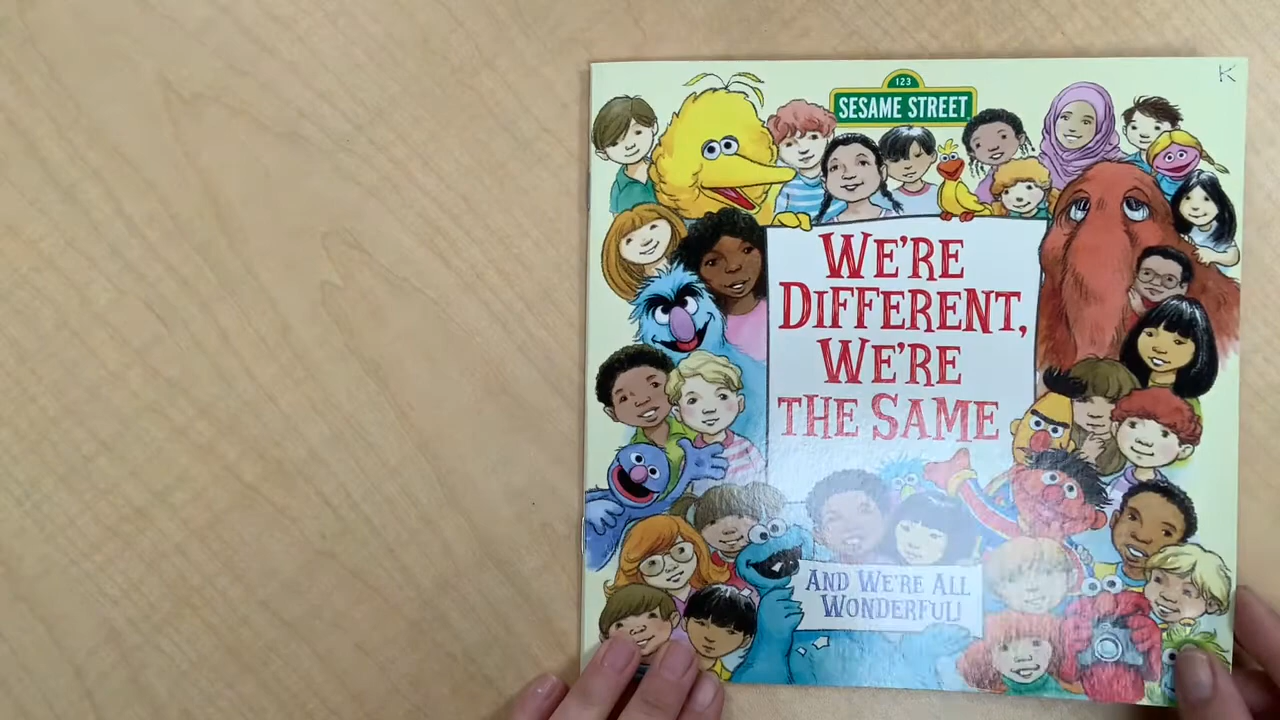 K
123
SESAME STREET
WE'RE
DIFFERENT,
WE'RE
THE SAME
AND WE'RE ALL
WONDERFUL!